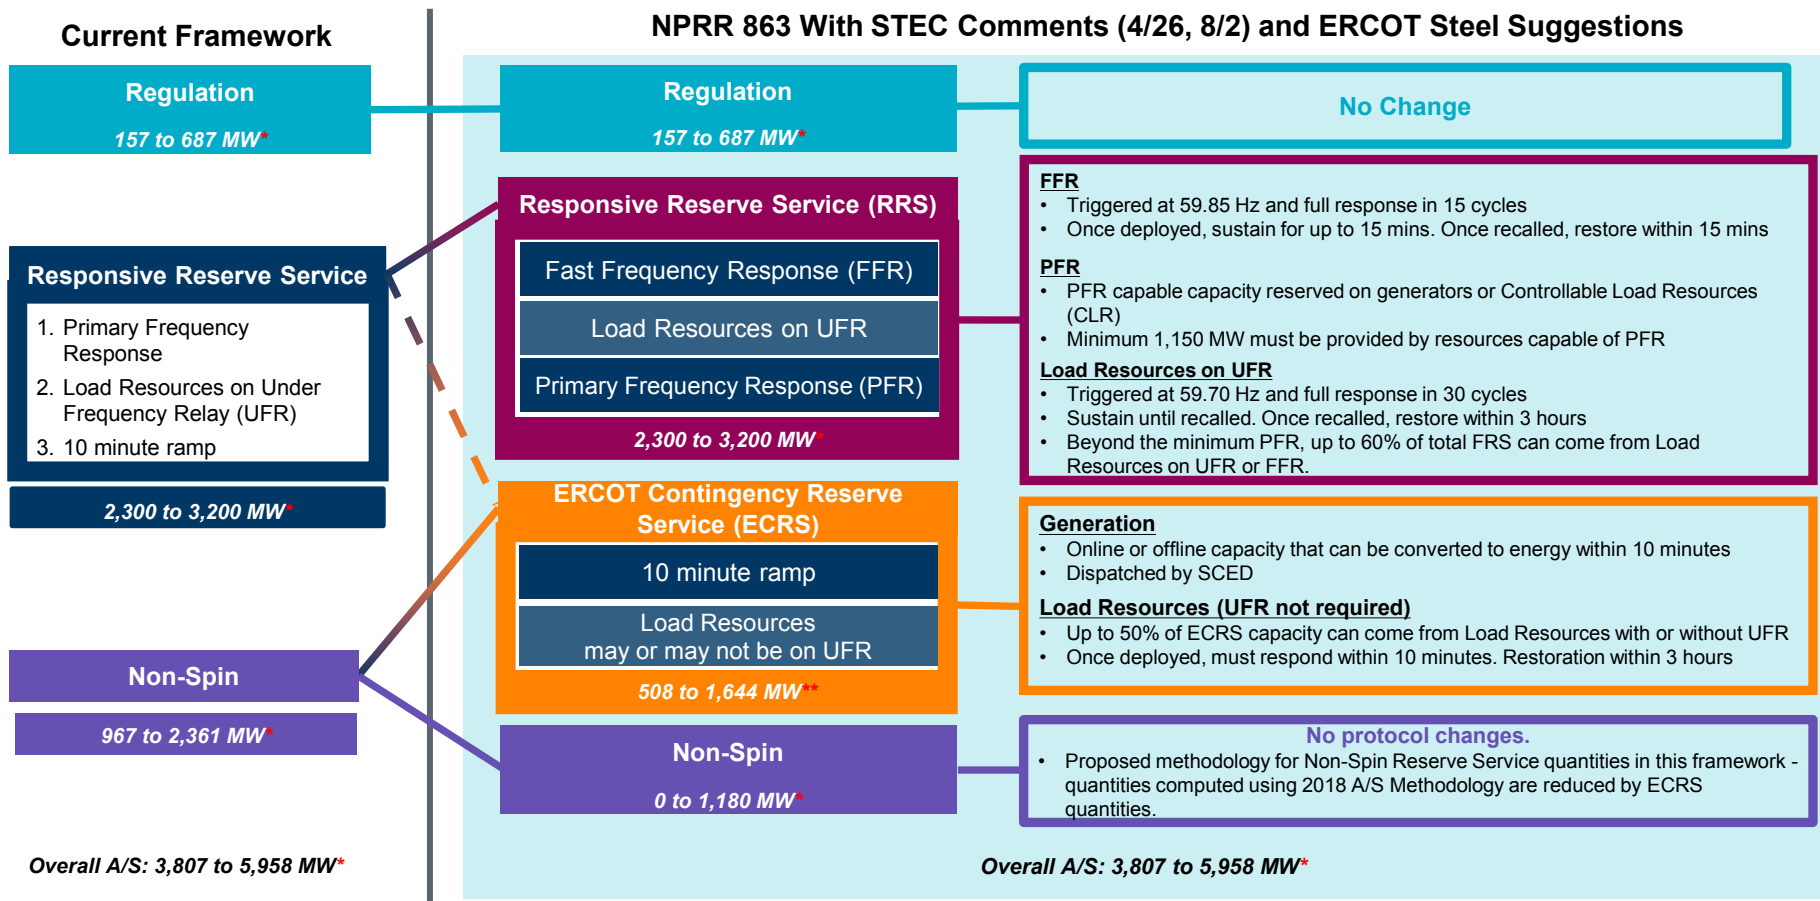 Current Framework
Regulation
157 to 687 MW*
Responsive Reserve Service
1. Primary Frequency
Response
2. Load Resources on Under
Frequency Relay (UFR)
3. 10 minute ramp
2,300 to 3,200 MW*
Non-Spin
967 to 2,361 MW*
Overall A/S: 3,807 to 5,958 MW*
NPRR 863 With STEC Comments (4/26, 8/2) and ERCOT Steel Suggestions
Regulation
157 to 687 MW*
No Change
Responsive Reserve Service (RRS)
Fast Frequency Response (FFR)
Load Resources on UFR
Primary Frequency Response (PFR)
2,300 to 3,200 MW*
FFR
• Triggered at 59.85 Hz and full response in 15 cycles
• Once deployed, sustain for up to 15 mins. Once recalled, restore within 15 mins
PFR
• PFR capable capacity reserved on generators or Controllable Load Resources
(CLR)
• Minimum 1,150 MW must be provided by resources capable of PFR
Load Resources on UFR
• Triggered at 59.70 Hz and full response in 30 cycles
• Sustain until recalled. Once recalled, restore within 3 hours
• Beyond the minimum PFR, up to 60% of total FRS can come from Load
Resources on UFR or FFR.
ERCOT Contingency Reserve
Service (ECRS)
10 minute ramp
Load Resources
may or may not be on UFR
508 to 1,644 MW**
Generation
• Online or offline capacity that can be converted to energy within 10 minutes
• Dispatched by SCED
Load Resources (UFR not required)
• Up to 50% of ECRS capacity can come from Load Resources with or without UFR
• Once deployed, must respond within 10 minutes. Restoration within 3 hours
Non-Spin
0 to 1,180 MW*
No protocol changes.
• Proposed methodology for Non-Spin Reserve Service quantities in this framework -
quantities computed using 2018 A/S Methodology are reduced by ECRS
quantities.
Overall A/S: 3,807 to 5,958 MW*